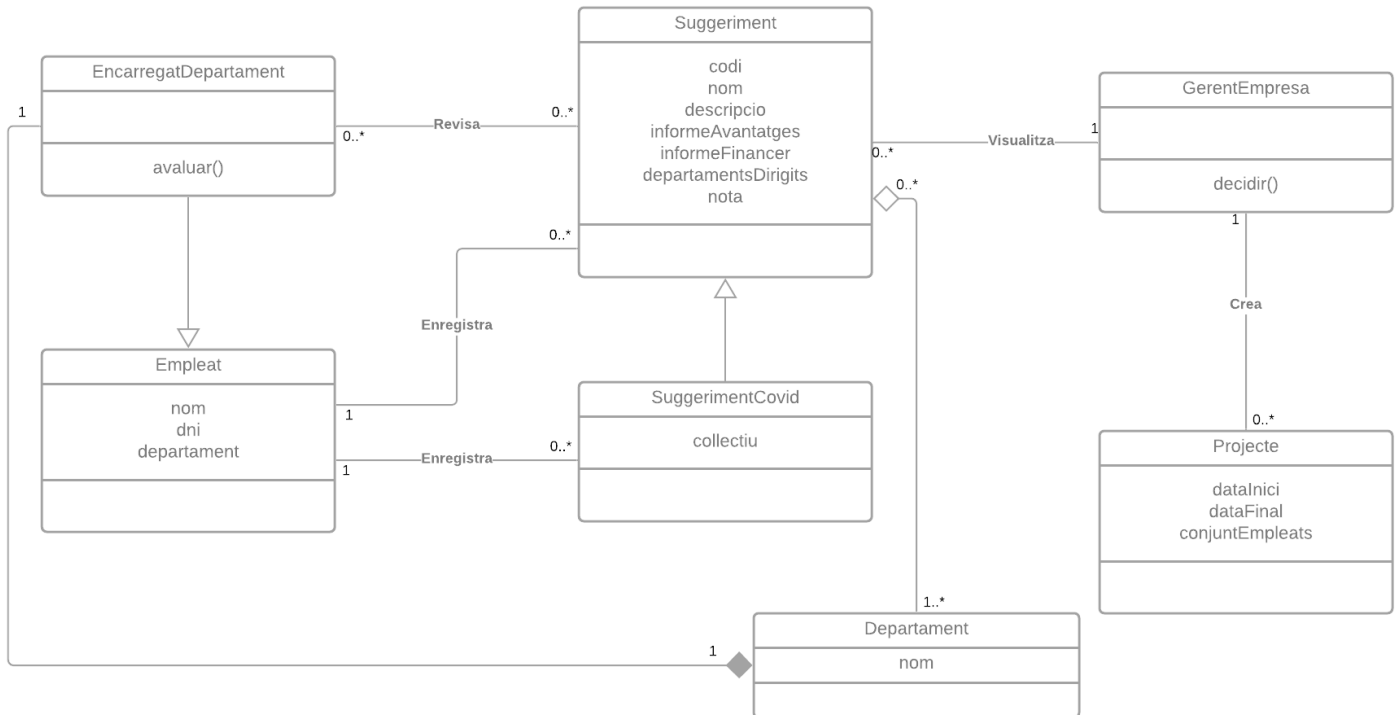 Suggeriment
codi
nom
descripcio
informeAvantatges
informeFinancer
departamentsDirigits
nota
EncarregatDepartament
avaluar()
1
0..*
Revisa
0..*
GerentEmpresa
decidir()
1
Visualitza
0..*
0..*
1
Crea
0..*
0..*
Enregistra
1
Empleat
nom
dni
departament
SuggerimentCovid
collectiu
0..*
Enregistra
1
Projecte
dataInici
dataFinal
conjuntEmpleats
1..*
Departament
nom
1